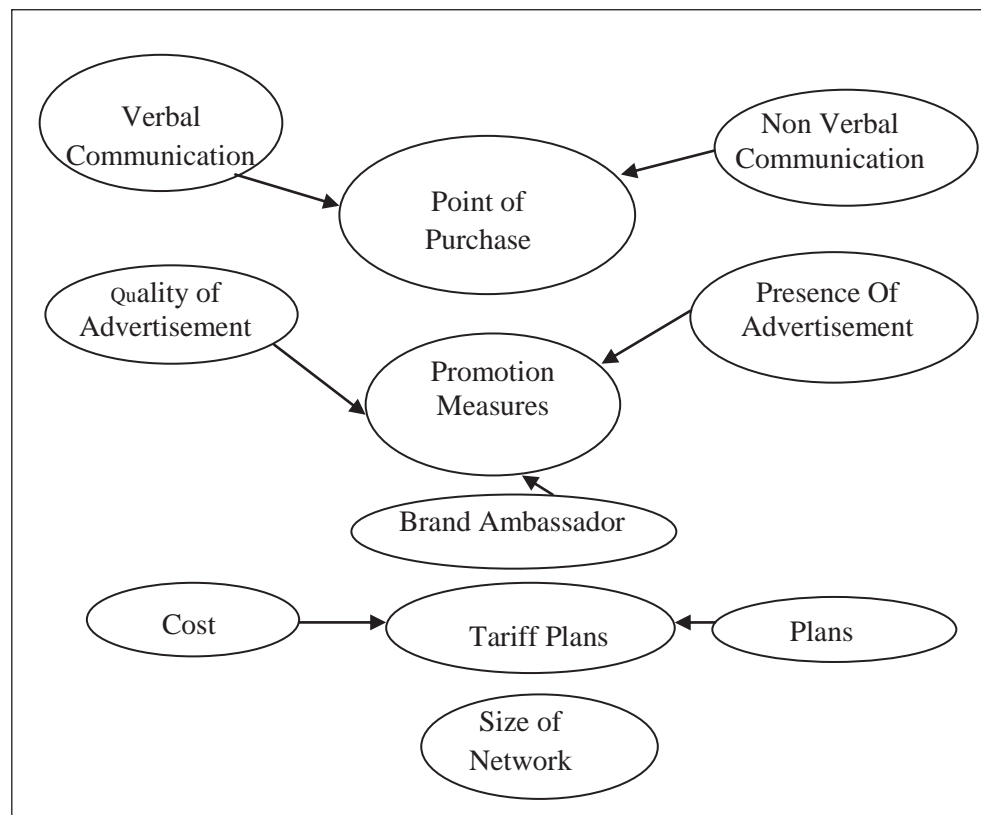 Verbal
Communication
Non Verbal
Communication
Point of
Purchase
Quality of
Advertisement
Presence Of
Advertisement
Promotion
Measures
Brand Ambassador
Cost
Tariff Plans
Plans
Size of
Network